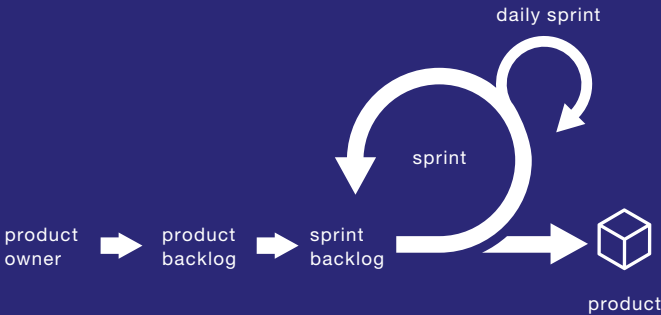 daily sprint
sprint
product
owner
product
backlog
sprint
backlog
product